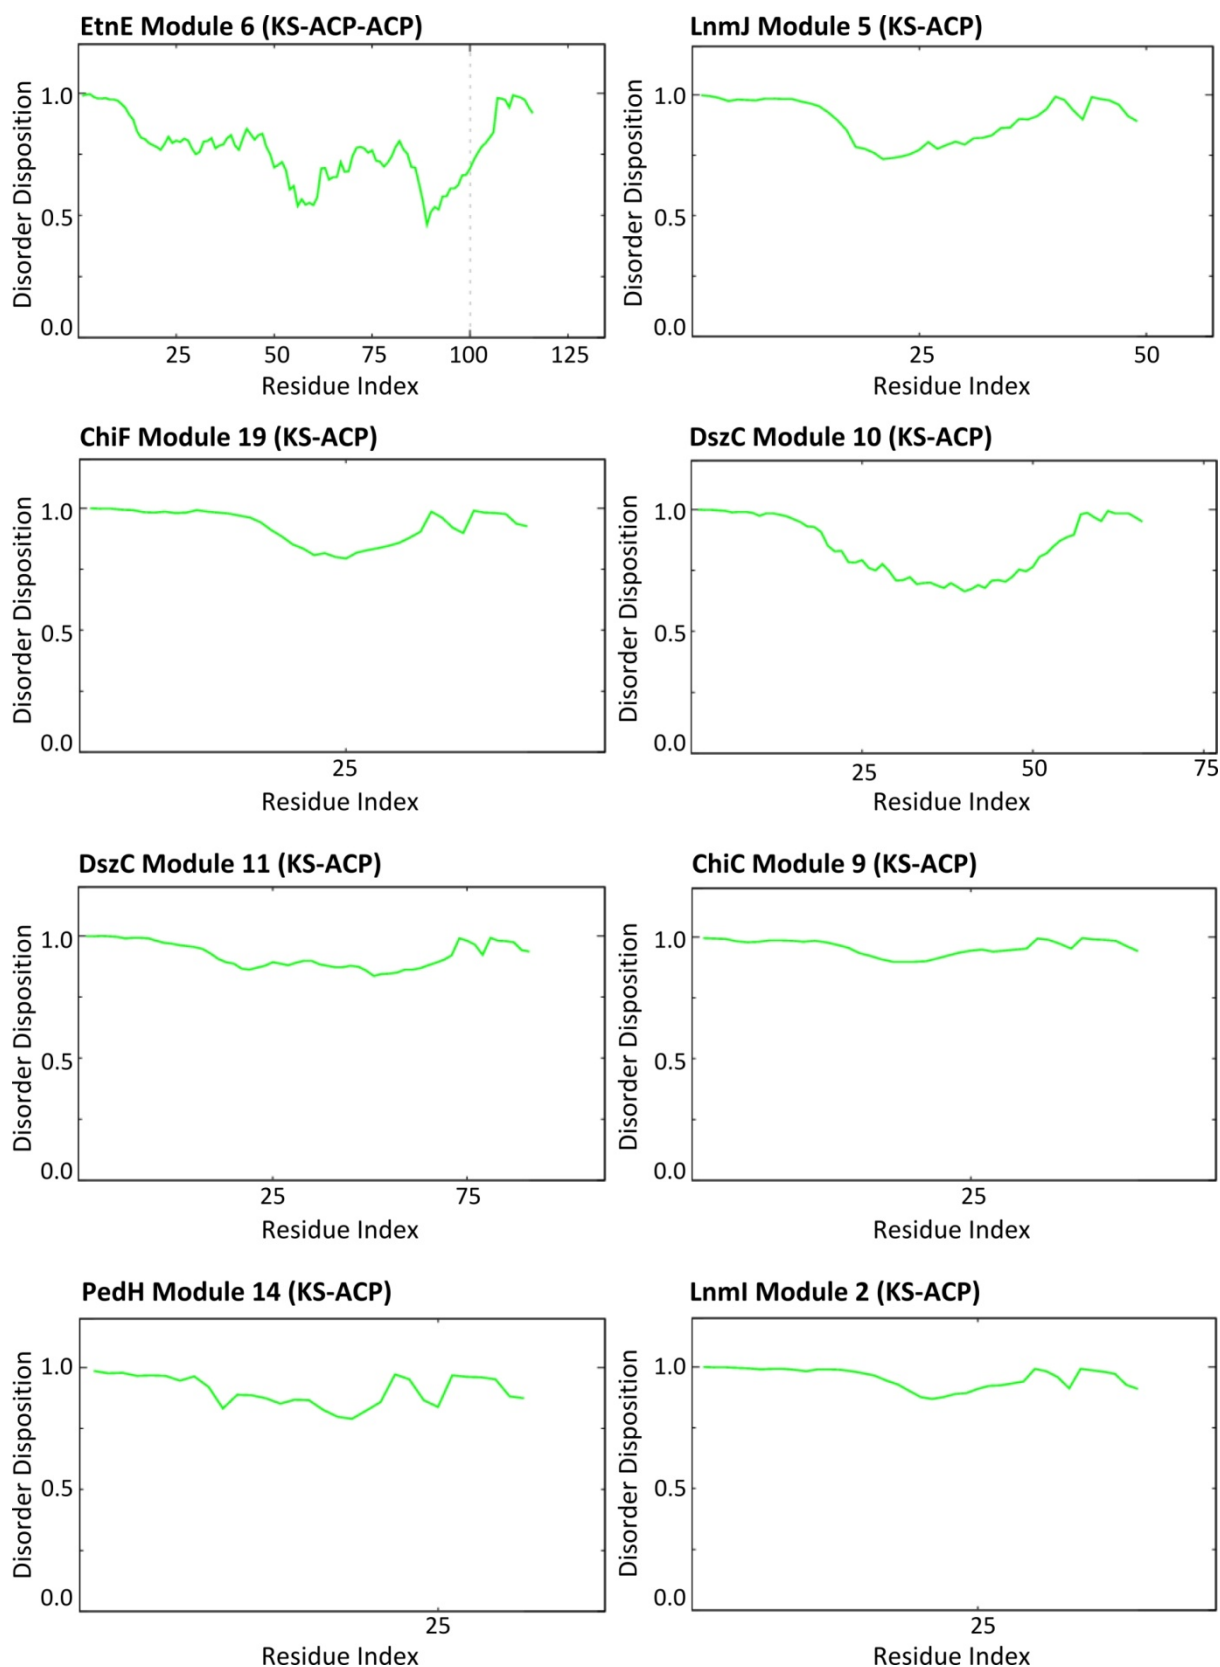 EtnE Module 6 (KS-ACP-ACP)
Disorder Disposition
1.0
0.5
0.0
25 50 75 100 125
Residue Index
LnmJ Module 5 (KS-ACP)
Disorder Disposition
1.0
0.5
0.0
25 50
Residue Index
ChiF Module 19 (KS-ACP)
Disorder Disposition
1.0
0.5
0.0
25
Residue Index
DszC Module 10 (KS-ACP)
Disorder Disposition
1.0
0.5
0.0
25 50 75
Residue Index
DszC Module 11 (KS-ACP)
Disorder Disposition
1.0
0.5
0.0
25 75
Residue Index
ChiC Module 9 (KS-ACP)
Disorder Disposition
1.0
0.5
0.0
25
Residue Index
PedH Module 14 (KS-ACP)
Disorder Disposition
1.0
0.5
0.0
25
Residue Index
LnmI Module 2 (KS-ACP)
Disorder Disposition
1.0
0.5
0.0
25
Residue Index